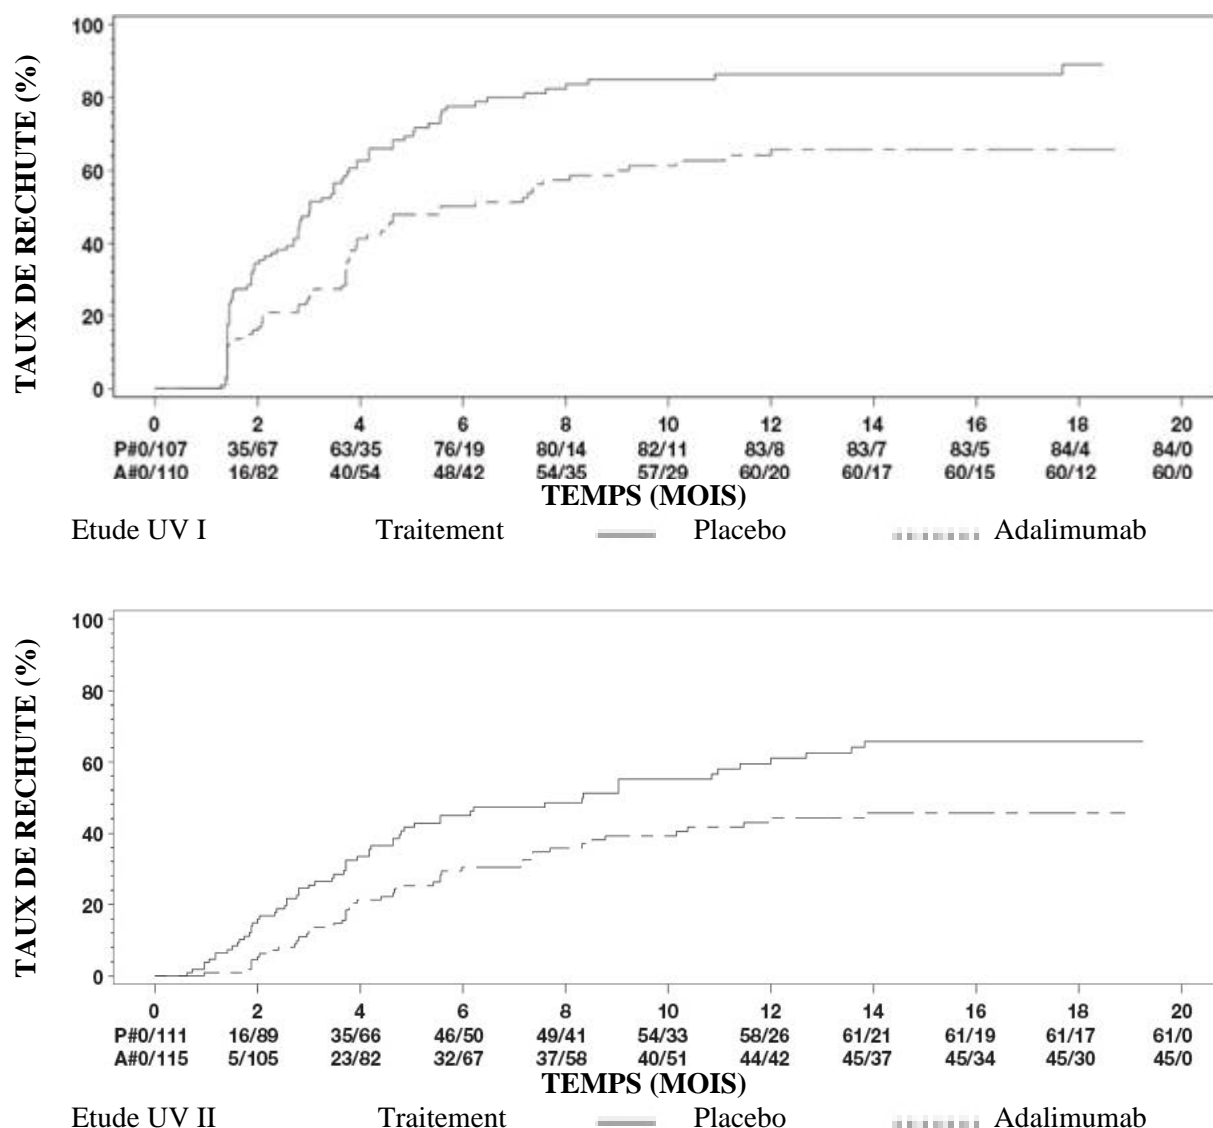 TAUX DE RECHUTE (%)
100
80
60
40
20
0
0 2 4 6 8 10 12 14 16 18 20
P#0/107 35/67 63/35 76/19 80/14 82/11 83/8 83/7 83/5 84/4 84/0
A#0/110 16/82 40/54 48/42 54/35 57/29 60/20 60/17 60/15 60/12 60/0
TEMPS (MOIS)
Etude UV I Traitement Placebo Adalimumab
TAUX DE RECHUTE (%)
100
80
60
40
20
0
0 2 4 6 8 10 12 14 16 18 20
P#0/111 16/89 35/66 46/50 49/41 54/33 58/26 61/21 61/19 61/17 61/0
A#0/115 5/105 23/82 32/67 37/58 40/51 44/42 45/37 45/34 45/30 45/0
TEMPS (MOIS)
Etude UV II Traitement Placebo Adalimumab